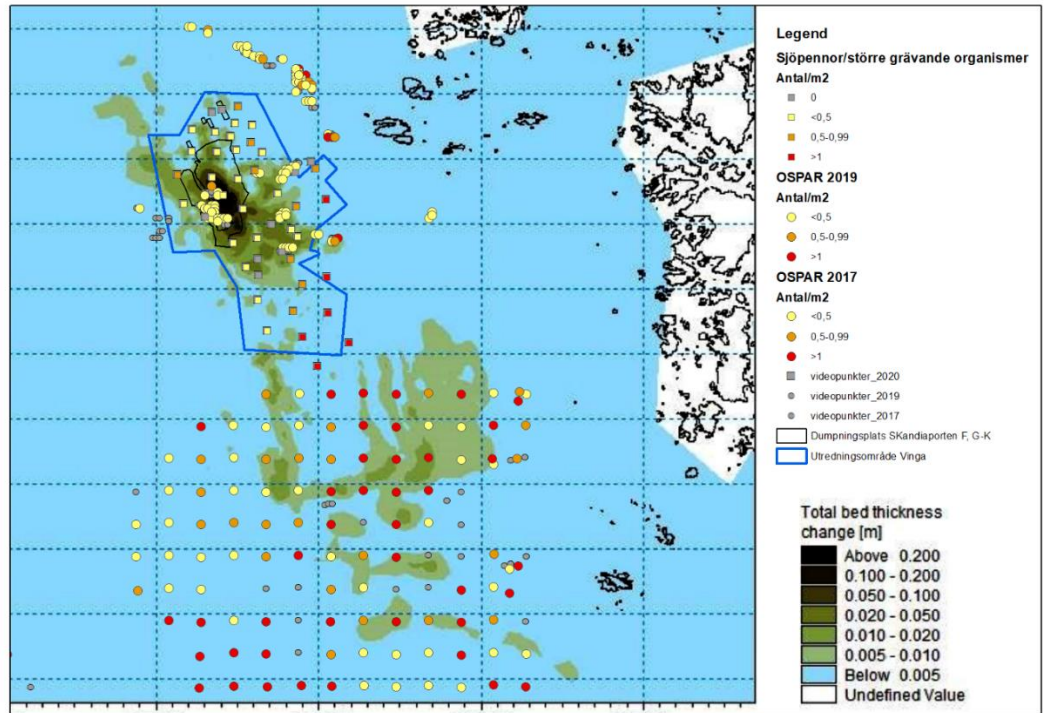 Legend
Sjöpennor/större grävande organismer
Antal/m2
0
<0,5
0,5-0,99
>1
OSPAR 2019
Antal/m2
<0,5
0,5-0,99
>1
OSPAR 2017
Antal/m2
<0,5
0,5-0,99
>1
videopunkter_2020
videopunkter_2019
videopunkter_2017
Dumpningsplats SKandiaporten F, G-K
Utredningsområde Vinga
Total bed thickness
change [m]
Above 0.200
0.100 - 0.200
0.050 - 0.100
0.020 - 0.050
0.010 - 0.020
0.005 - 0.010
Below 0.005
Undefined Value